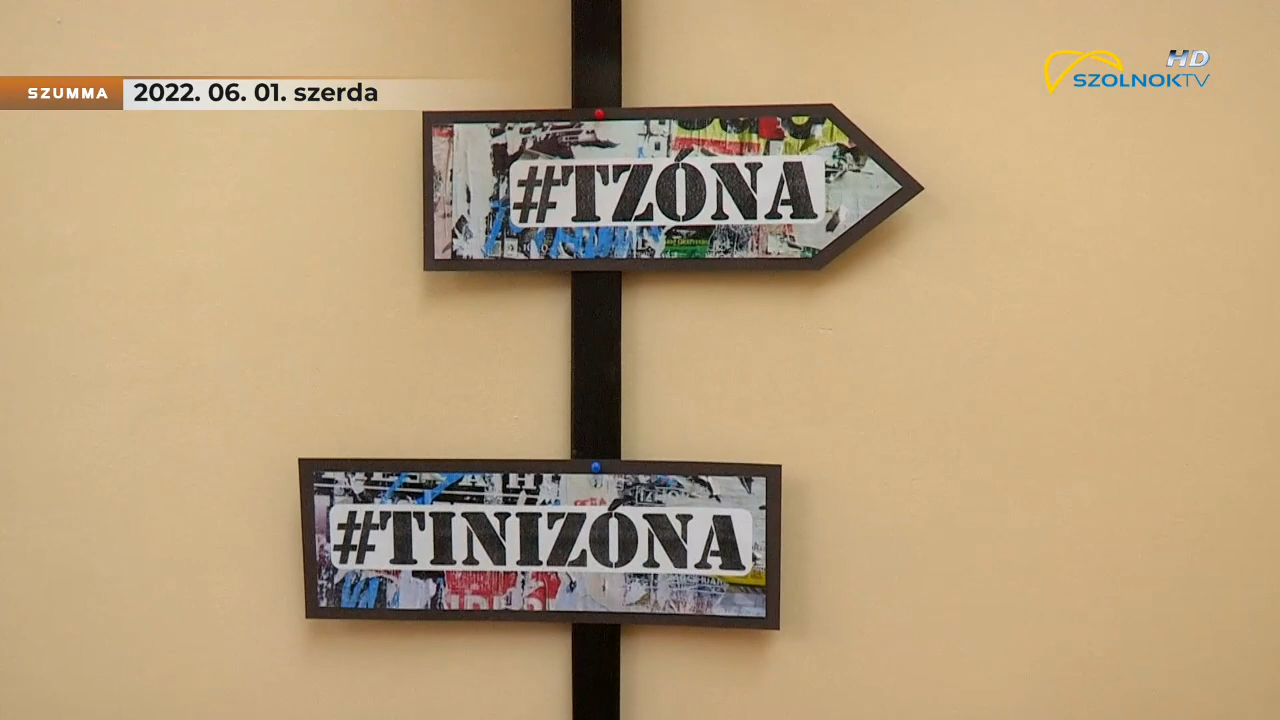 HD
SZOLNOKTV
SZUMMA
2022. 06. 01. szerda
#TZÓNA
#TINIZÓNA